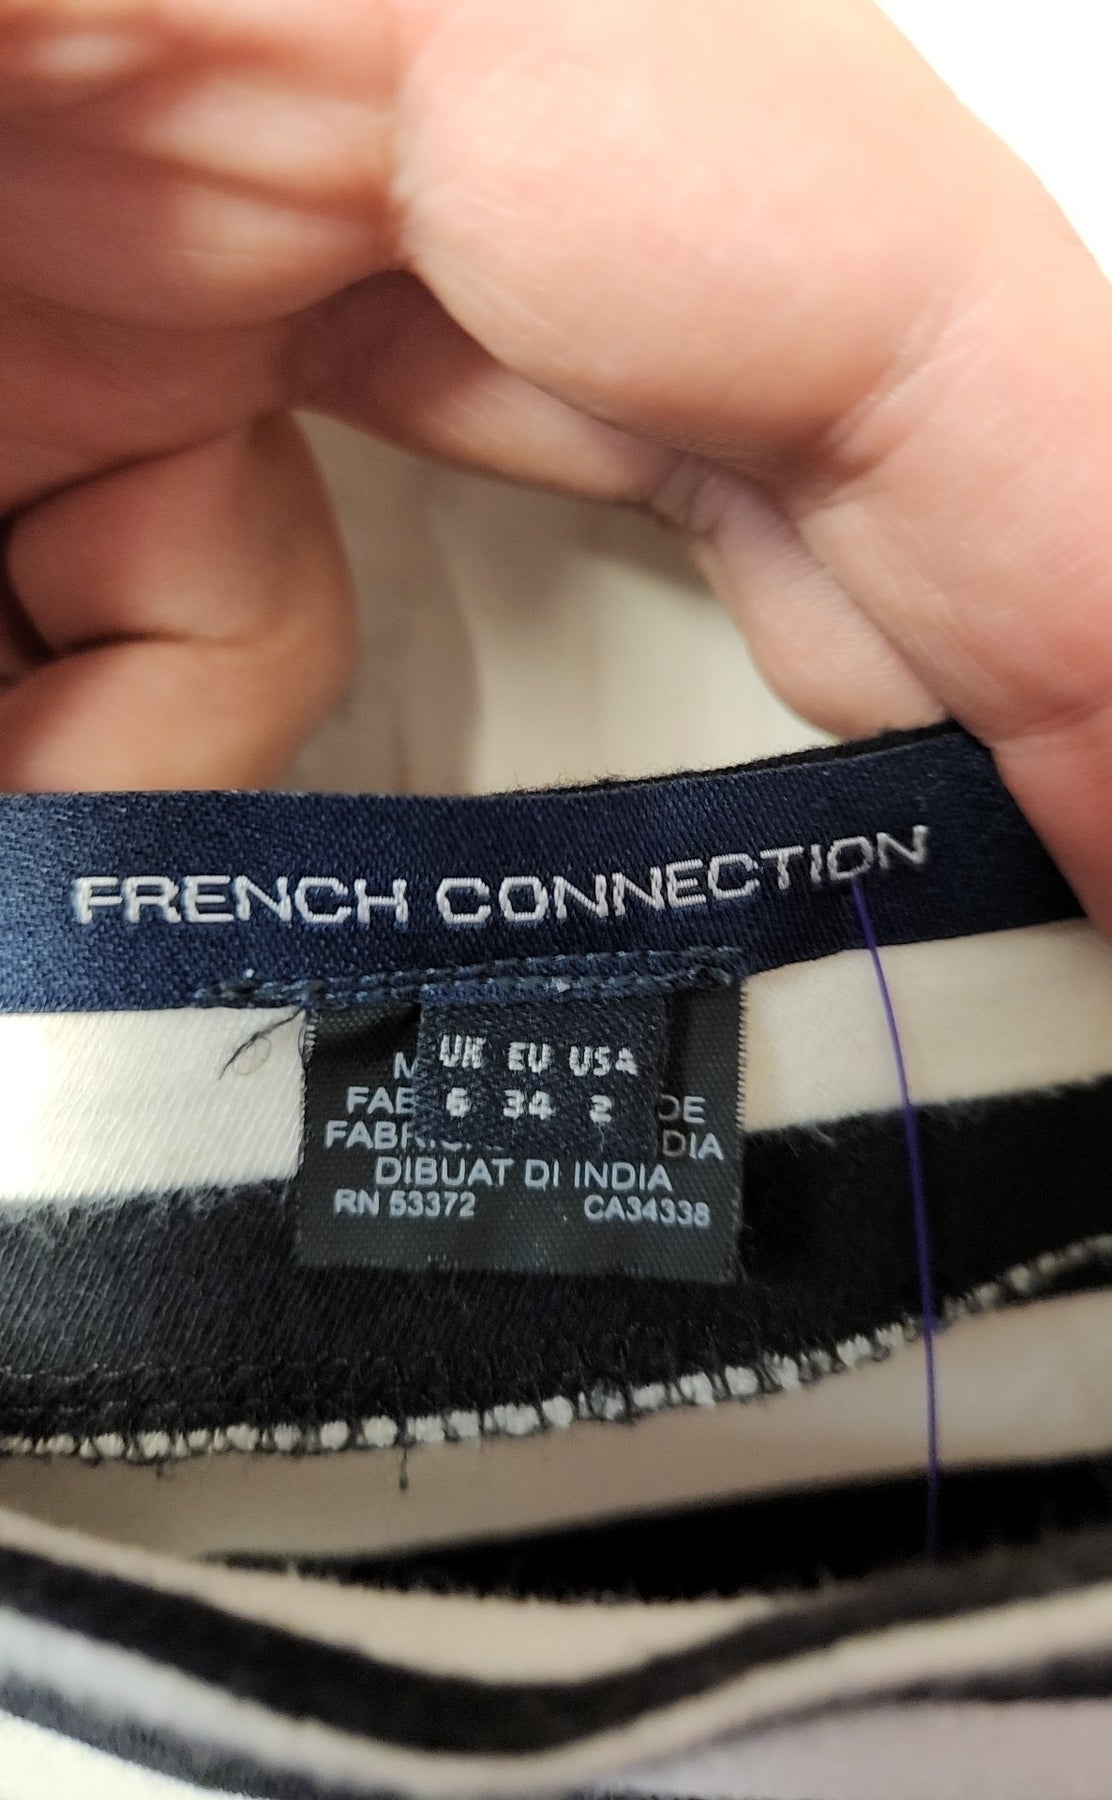 FRENCH CONNECTION
UK EU USA
6 34 2
DIBUAT DI INDIA
RN 53372 CA34338